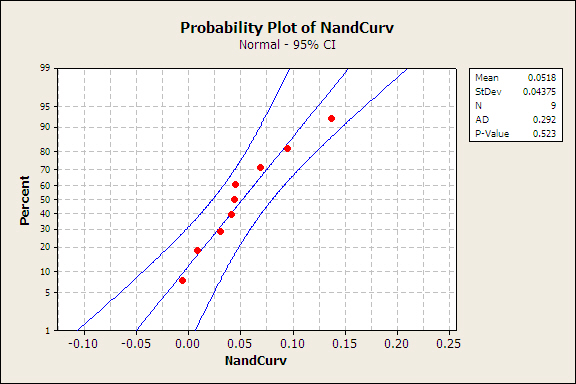 Probability Plot of NandCurv
Normal - 95% CI
99
95
90
80
70
60
50
40
30
20
10
5
1
Percent
-0.10 -0.05 0.00 0.05 0.10 0.15 0.20 0.25
NandCurv
Mean 0.0518
StDev 0.04375
N 9
AD 0.292
P-Value 0.523